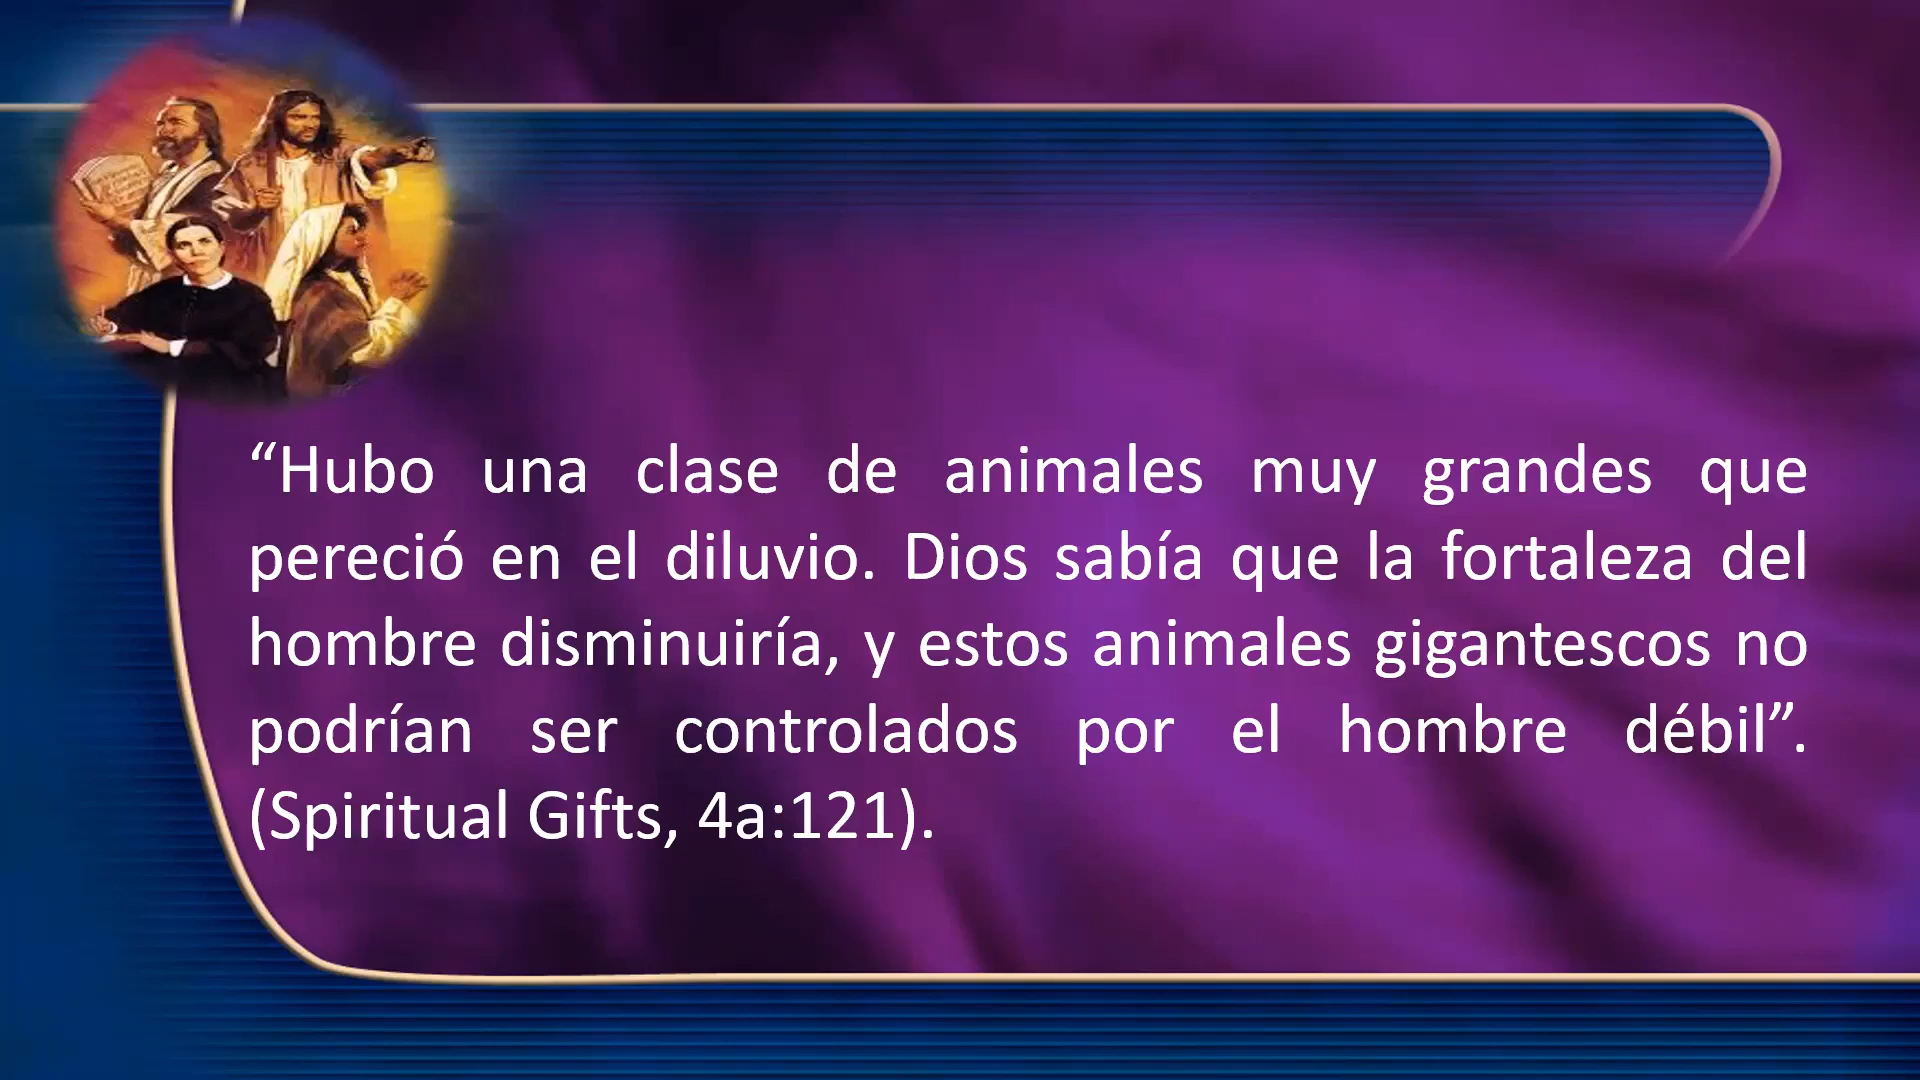 “Hubo una clase de animales muy grandes que
pereció en el diluvio. Dios sabía que la fortaleza del
hombre disminuiría, y estos animales gigantescos no
podrían ser controlados por el hombre débil”.
(Spiritual Gifts, 4a:121).